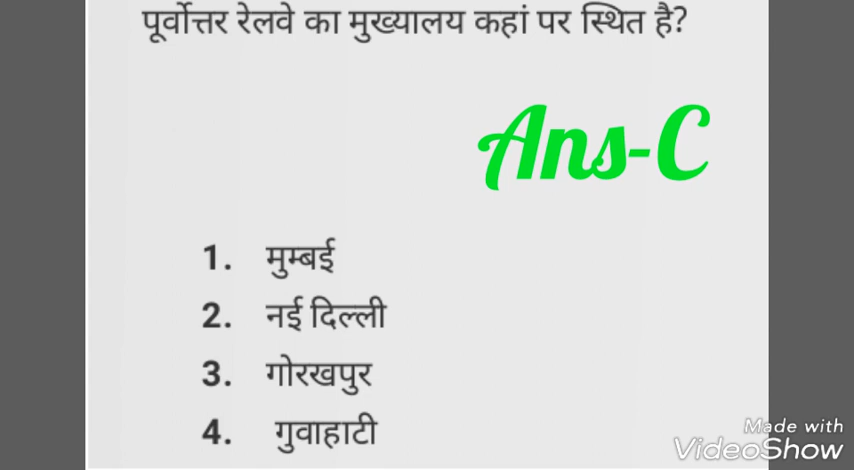 पूर्वोत्तर रेलवे का मुख्यालय कहां पर स्थित है?
Ans-C
1. मुम्बई
2. नई दिल्ली
3. गोरखपुर
4. गुवाहाटी
Made with
VideoShow